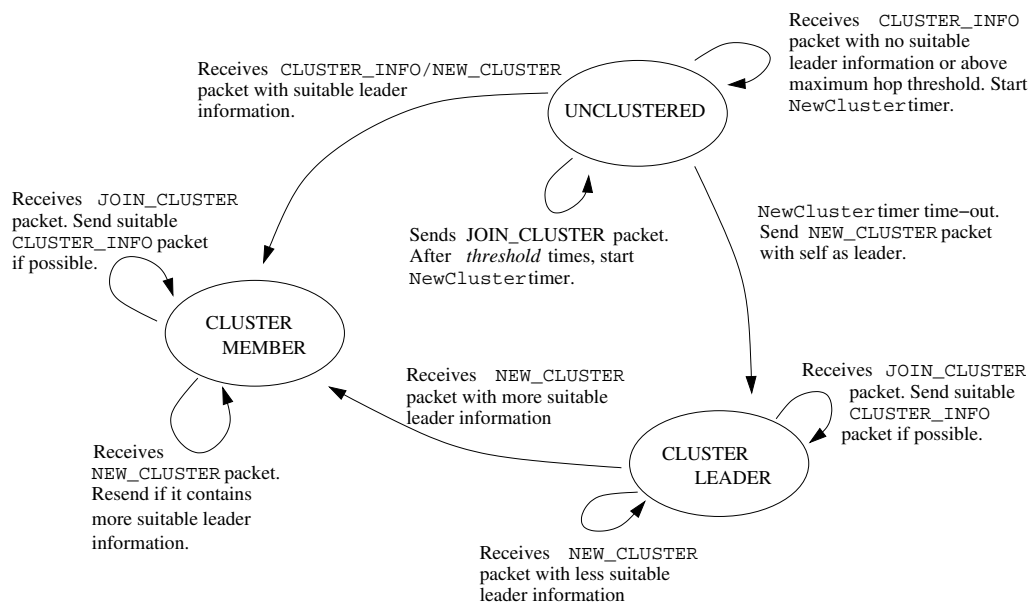 Receives CLUSTER_INFO
packet with no suitable
leader information or above
maximum hop threshold. Start
NewCluster timer.
Receives CLUSTER_INFO/NEW_CLUSTER
packet with suitable leader
information.
UNCLUSTERED
Receives JOIN_CLUSTER
packet. Send suitable
CLUSTER_INFO packet
if possible.
Sends JOIN_CLUSTER packet.
After threshold times, start
NewCluster timer.
NewCluster timer time−out.
Send NEW_CLUSTER packet
with self as leader.
CLUSTER
MEMBER
Receives NEW_CLUSTER
packet with more suitable
leader information
Receives JOIN_CLUSTER
packet. Send suitable
CLUSTER_INFO
packet if possible.
Receives
NEW_CLUSTER packet.
Resend if it contains
more suitable leader
information.
CLUSTER
LEADER
Receives NEW_CLUSTER
packet with less suitable
leader information